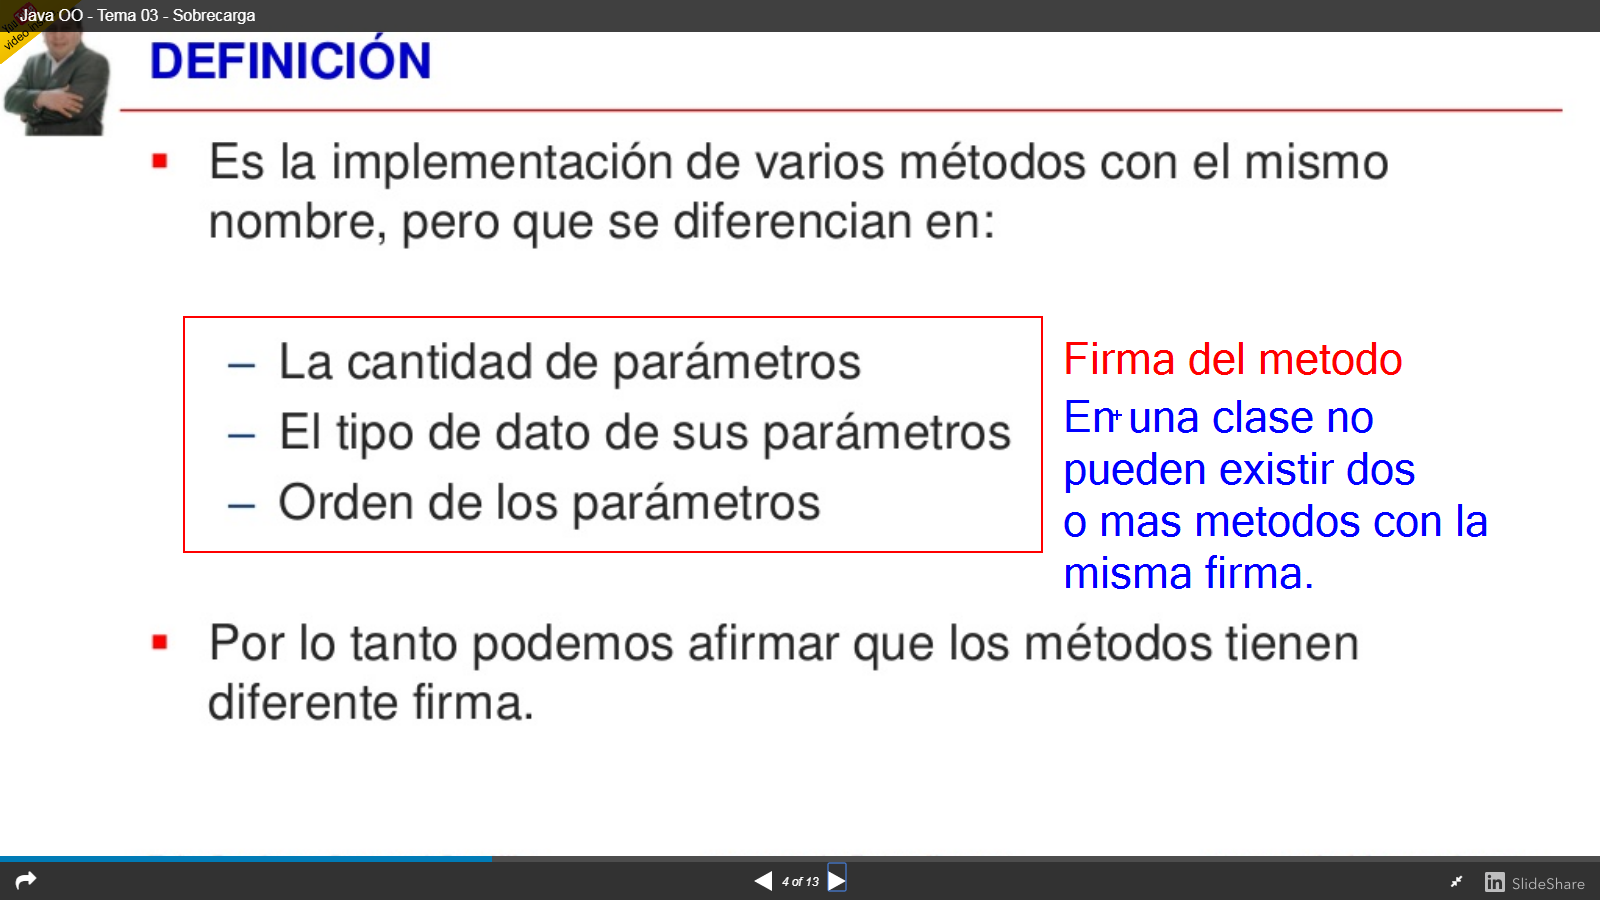 Java OO - Tema 03 - Sobrecarga
DEFINICIÓN
Es la implementación de varios métodos con el mismo
nombre, pero que se diferencian en:
– La cantidad de parámetros
– El tipo de dato de sus parámetros
– Orden de los parámetros
Firma del metodo
En una clase no
pueden existir dos
o mas metodos con la
misma firma.
Por lo tanto podemos afirmar que los métodos tienen
diferente firma.
4 of 13
in SlideShare